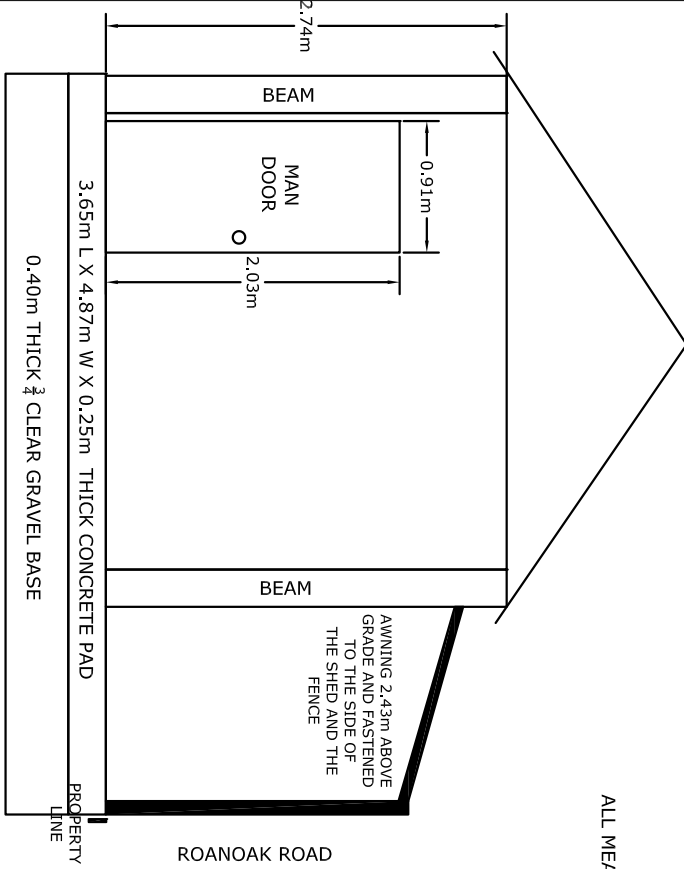 2.74m
BEAM
0.91m
MAN
DOOR
2.03m
3.65m L X 4.87m W X 0.25m THICK CONCRETE PAD
0.40m THICK 3/4 CLEAR GRAVEL BASE
BEAM
AWNING 2.43m ABOVE
GRADE AND FASTENED
TO THE SIDE OF
THE SHED AND THE
FENCE
PROPERTY
LINE
ROANOAK ROAD
ALL